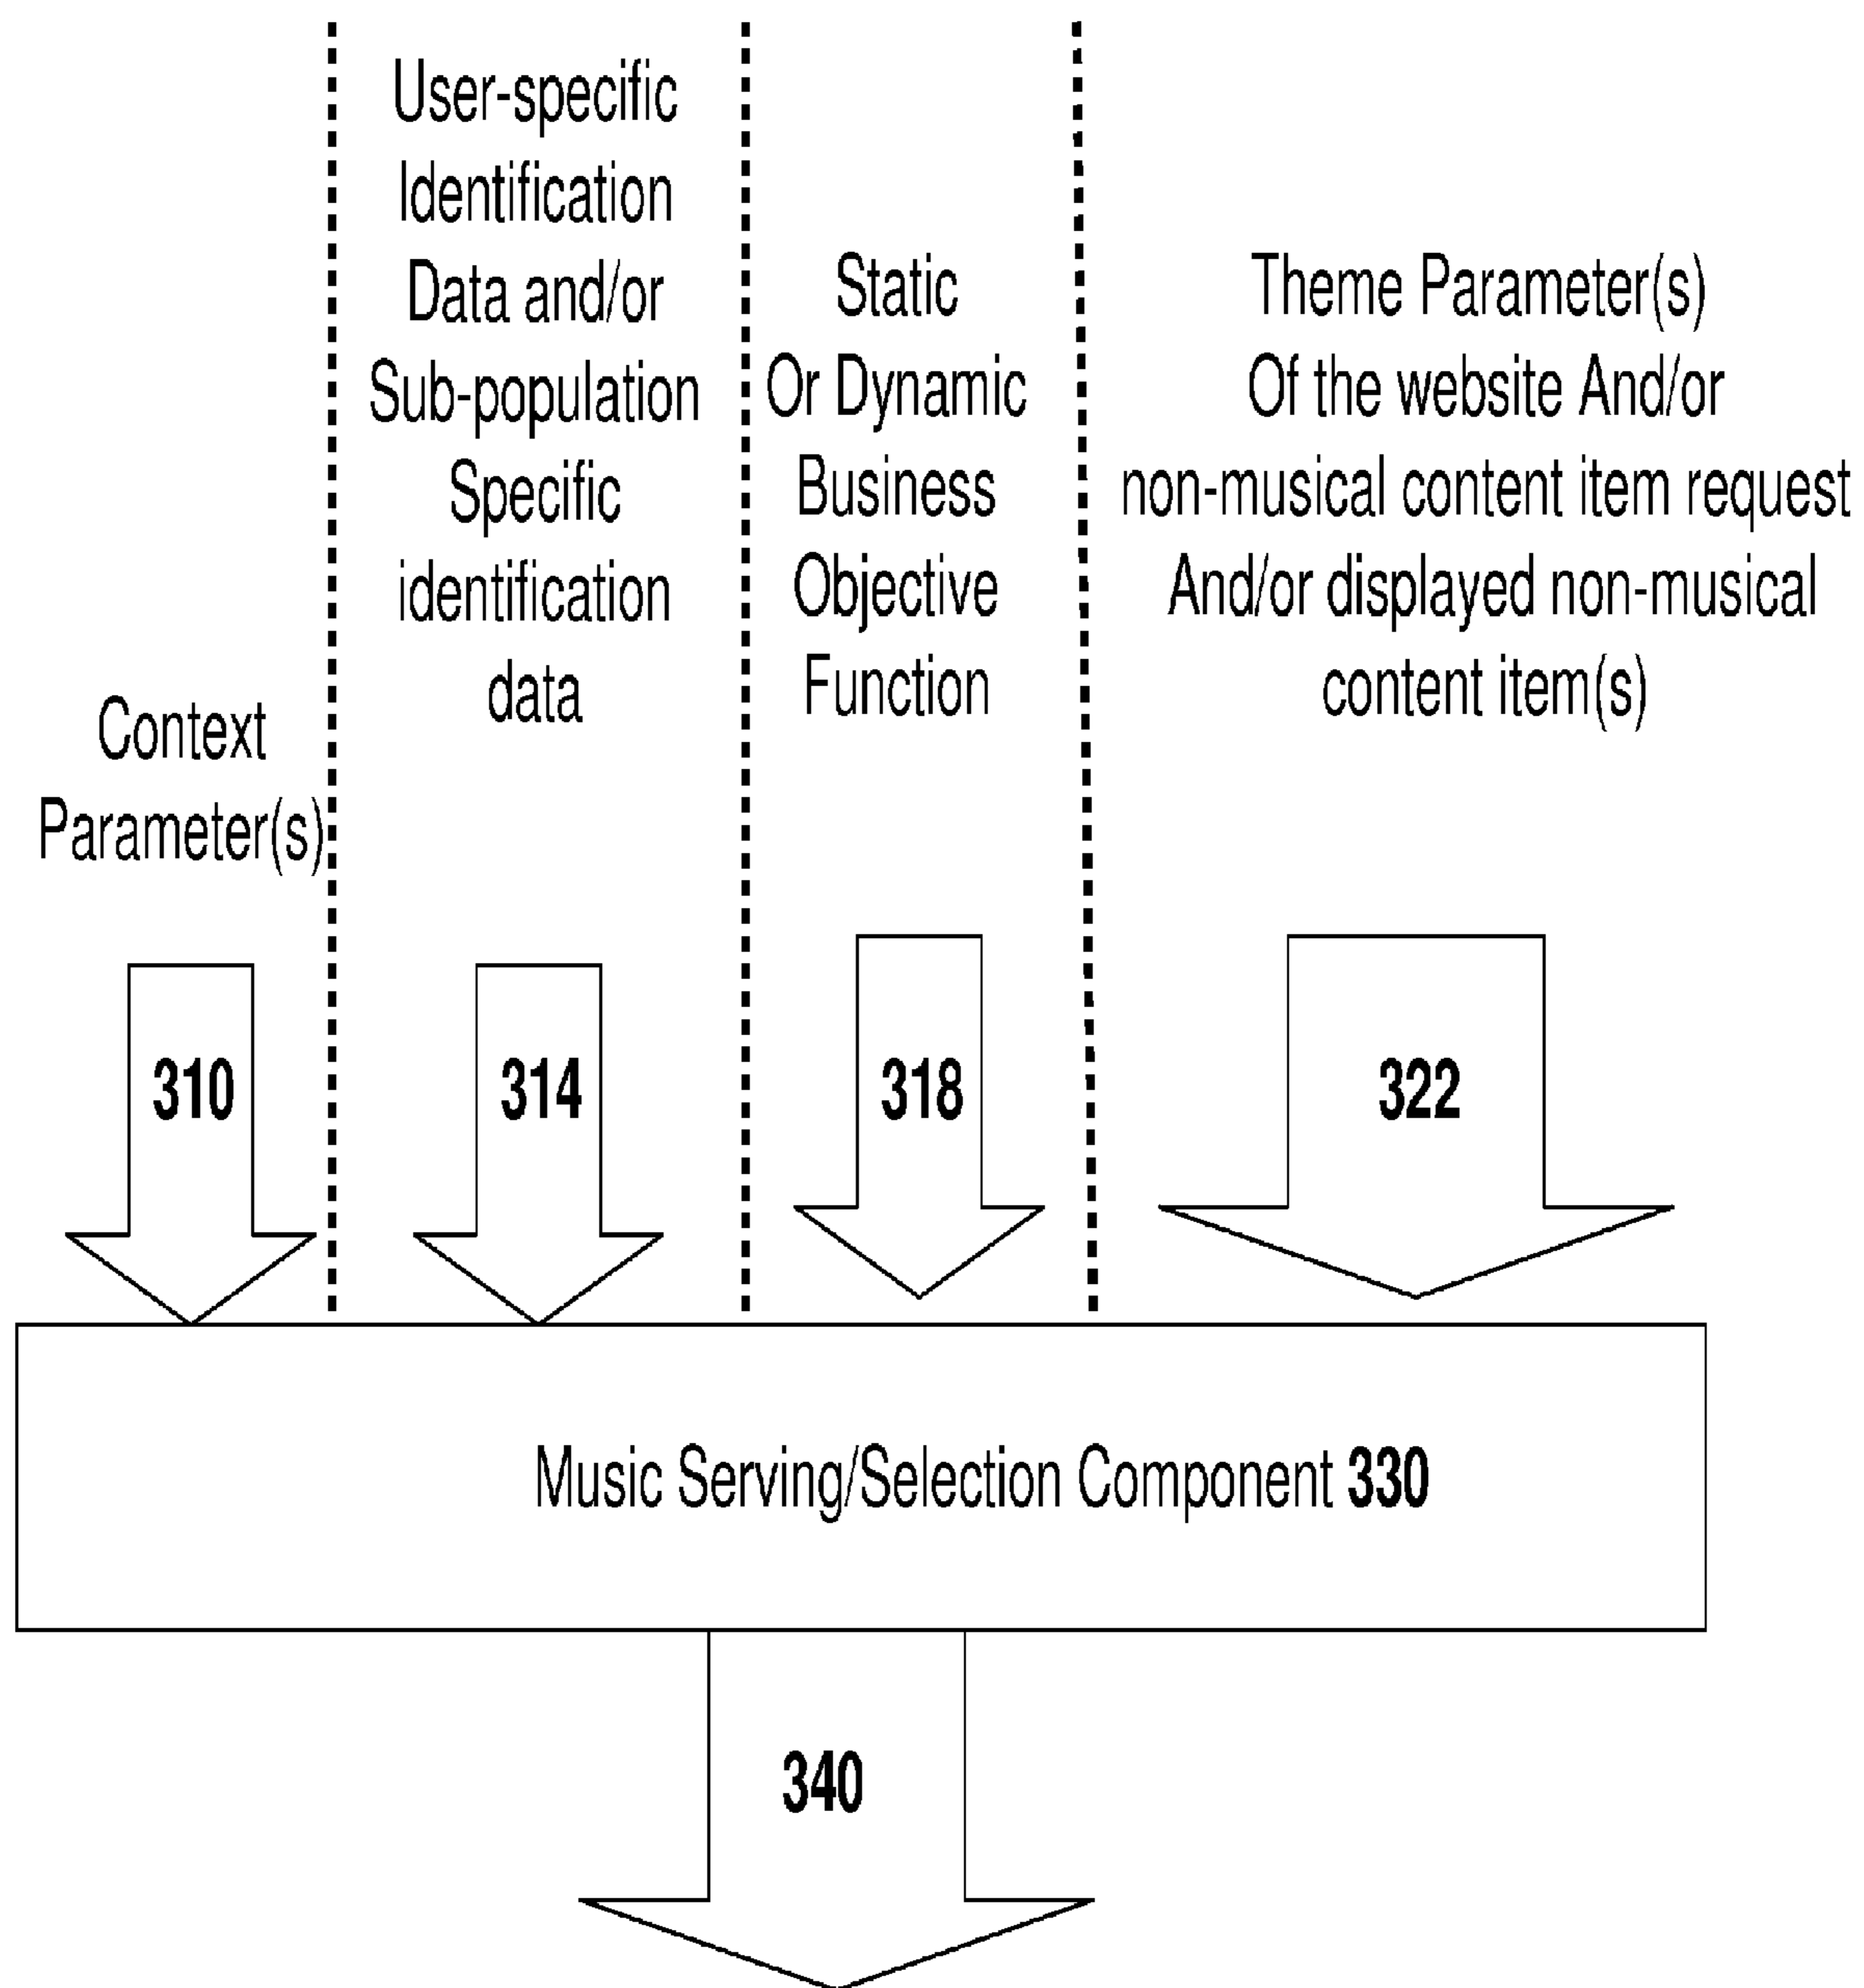 Context
Parameter(s)
User-specific
Identification
Data and/or
Sub-population
Specific
identification
data
Static
Or Dynamic
Business
Objective
Function
Theme Parameter(s)
Of the website And/or
non-musical content item request
And/or displayed non-musical
content item(s)
310
314
318
322
Music Serving/Selection Component 330
340